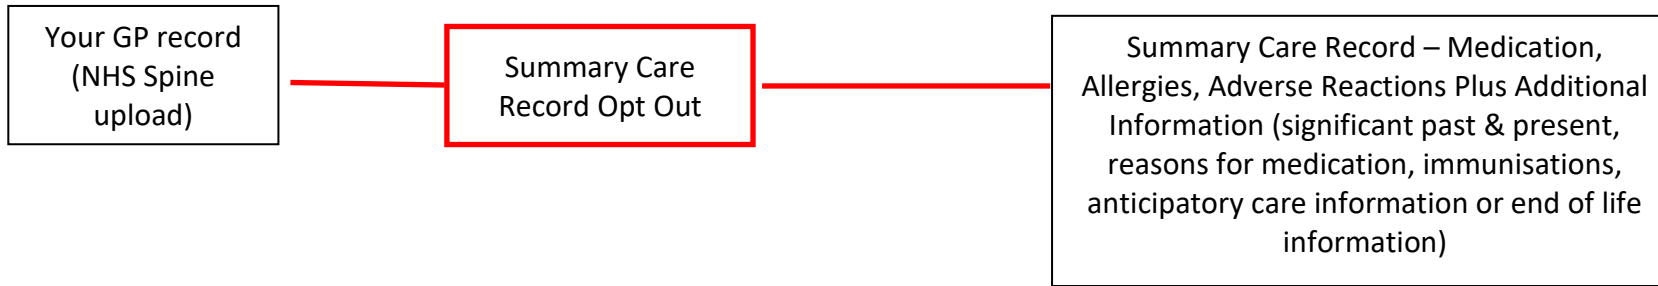 Your GP record
(NHS Spine
upload)
Summary Care
Record Opt Out
Summary Care Record – Medication,
Allergies, Adverse Reactions Plus Additional
Information (significant past & present,
reasons for medication, immunisations,
anticipatory care information or end of life
information)